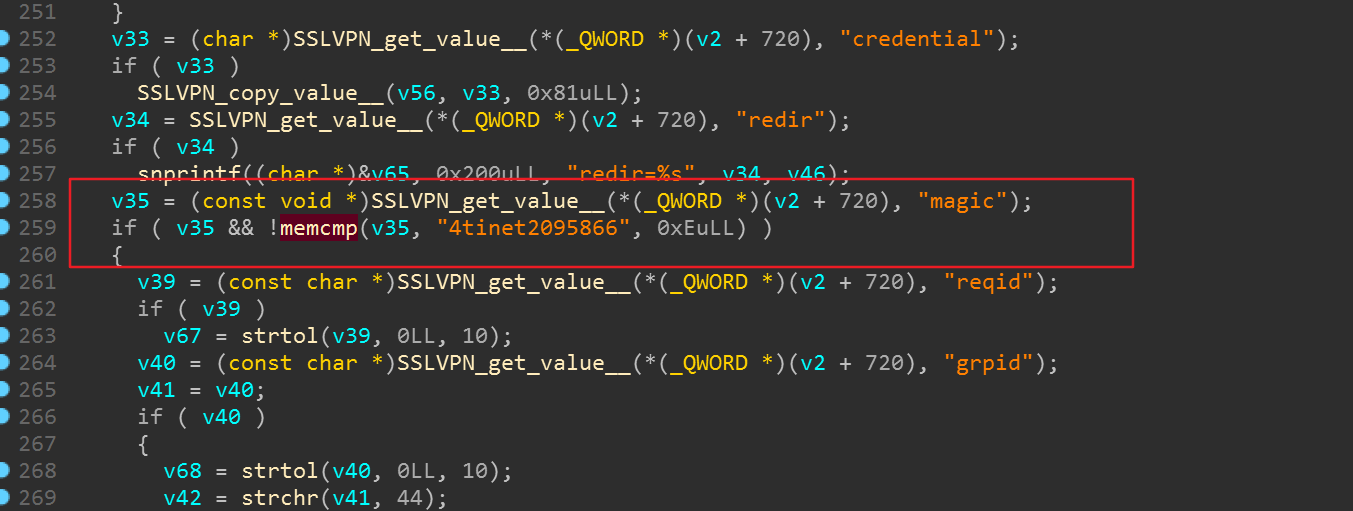 251 }
252 v33 = (char *)SSLVPN_get_value__(*(_QWORD *)(v2 + 720), "credential");
253 if ( v33 )
254 SSLVPN_copy_value__(v56, v33, 0x81uLL);
255 v34 = SSLVPN_get_value__(*(_QWORD *)(v2 + 720), "redir");
256 if ( v34 )
257 snprintf((char *)&v65, 0x200uLL, "redir=%s", v34, v46);
258 v35 = (const void *)SSLVPN_get_value__(*(_QWORD *)(v2 + 720), "magic");
259 if ( v35 && !memcmp(v35, "4tinet2095866", 0xEuLL) )
260 {
261 v39 = (const char *)SSLVPN_get_value__(*(_QWORD *)(v2 + 720), "reqid");
262 if ( v39 )
263 v67 = strtol(v39, 0LL, 10);
264 v40 = (const char *)SSLVPN_get_value__(*(_QWORD *)(v2 + 720), "grpid");
265 v41 = v40;
266 if ( v40 )
267 {
268 v68 = strtol(v40, 0LL, 10);
269 v42 = strchr(v41, 44);